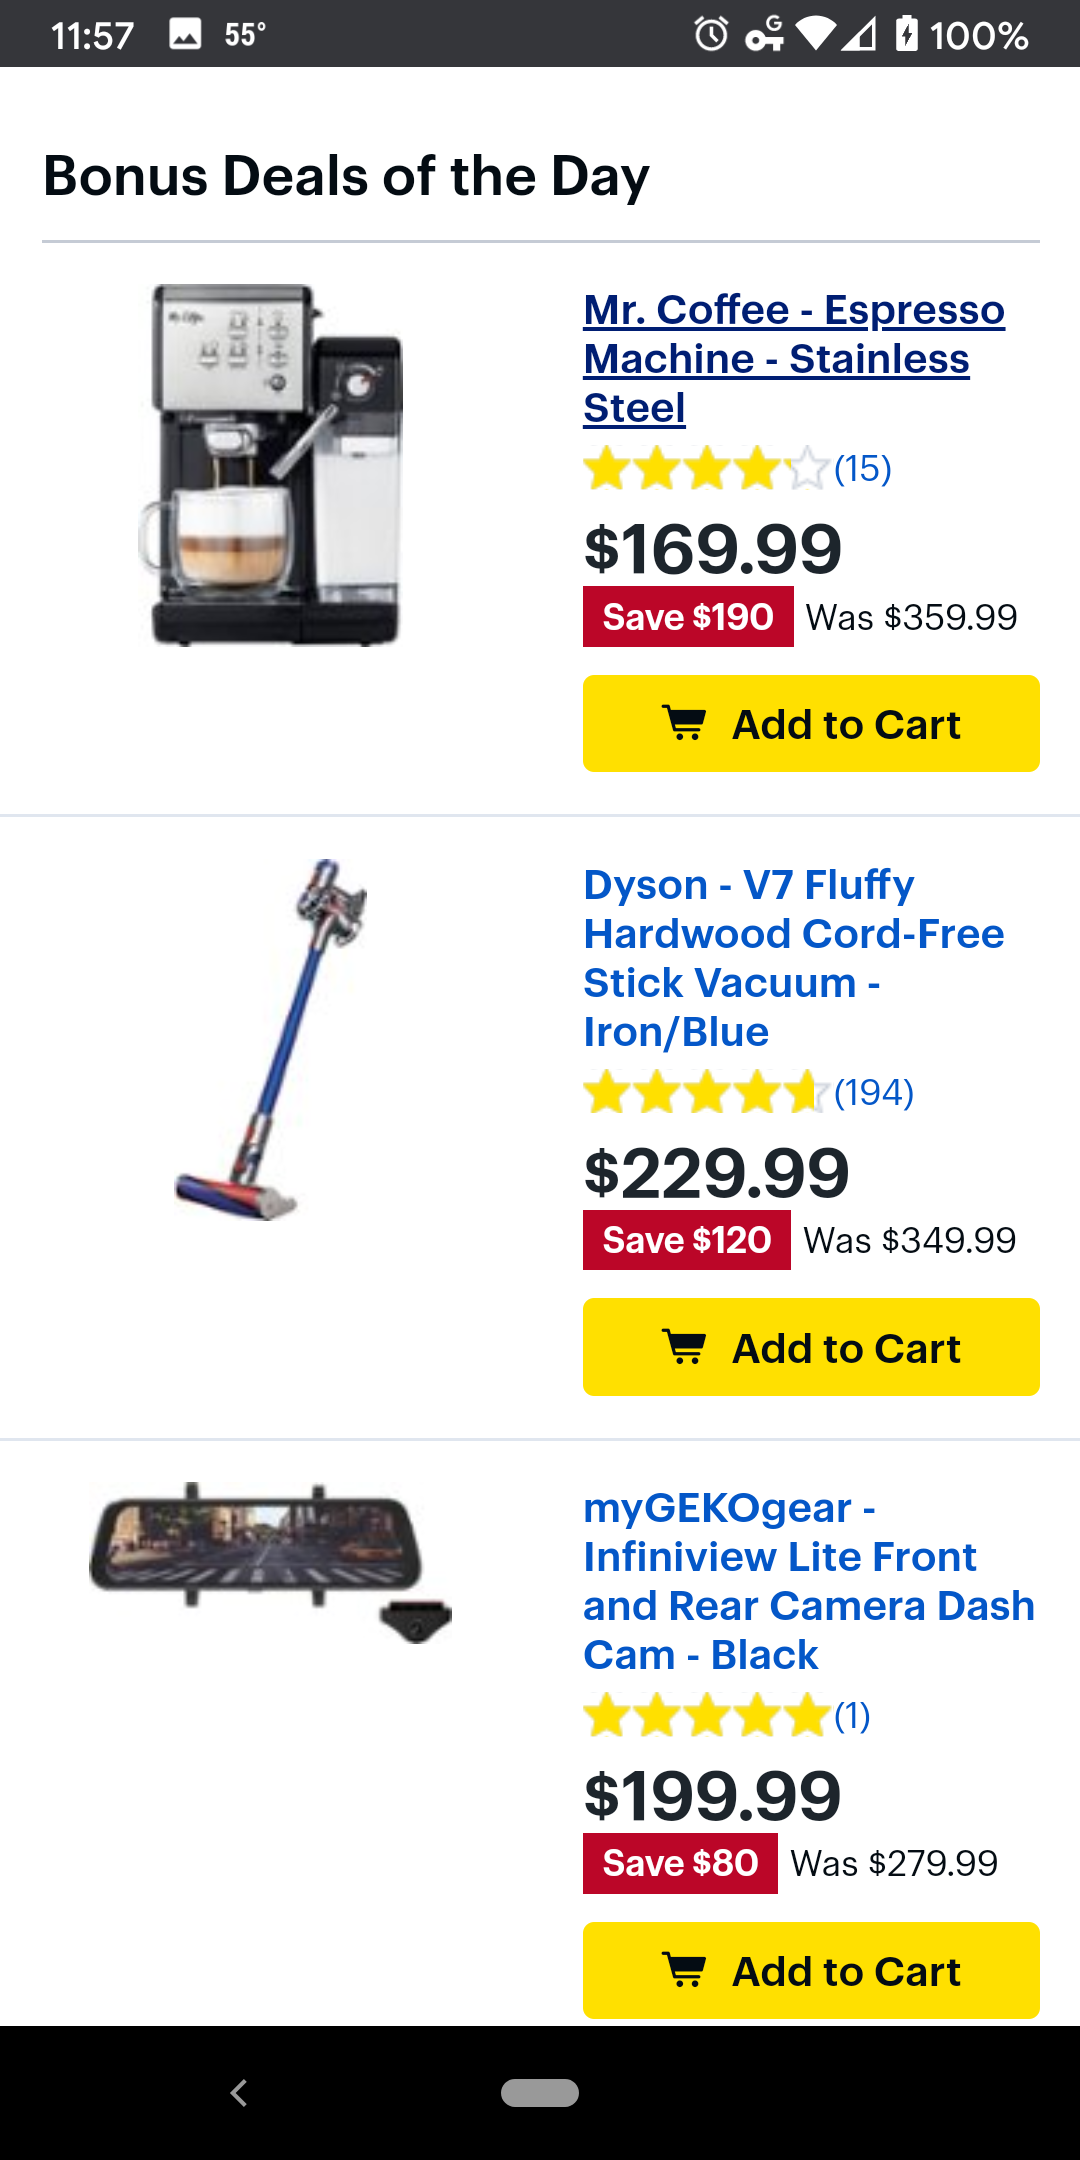 11:57 55° G 100%
Bonus Deals of the Day
Mr. Coffee - Espresso
Machine - Stainless
Steel
(15)
$169.99
Save $190 Was $359.99
Add to Cart
Dyson - V7 Fluffy
Hardwood Cord-Free
Stick Vacuum -
Iron/Blue
(194)
$229.99
Save $120 Was $349.99
Add to Cart
myGEKOgear -
Infiniview Lite Front
and Rear Camera Dash
Cam - Black
(1)
$199.99
Save $80 Was $279.99
Add to Cart